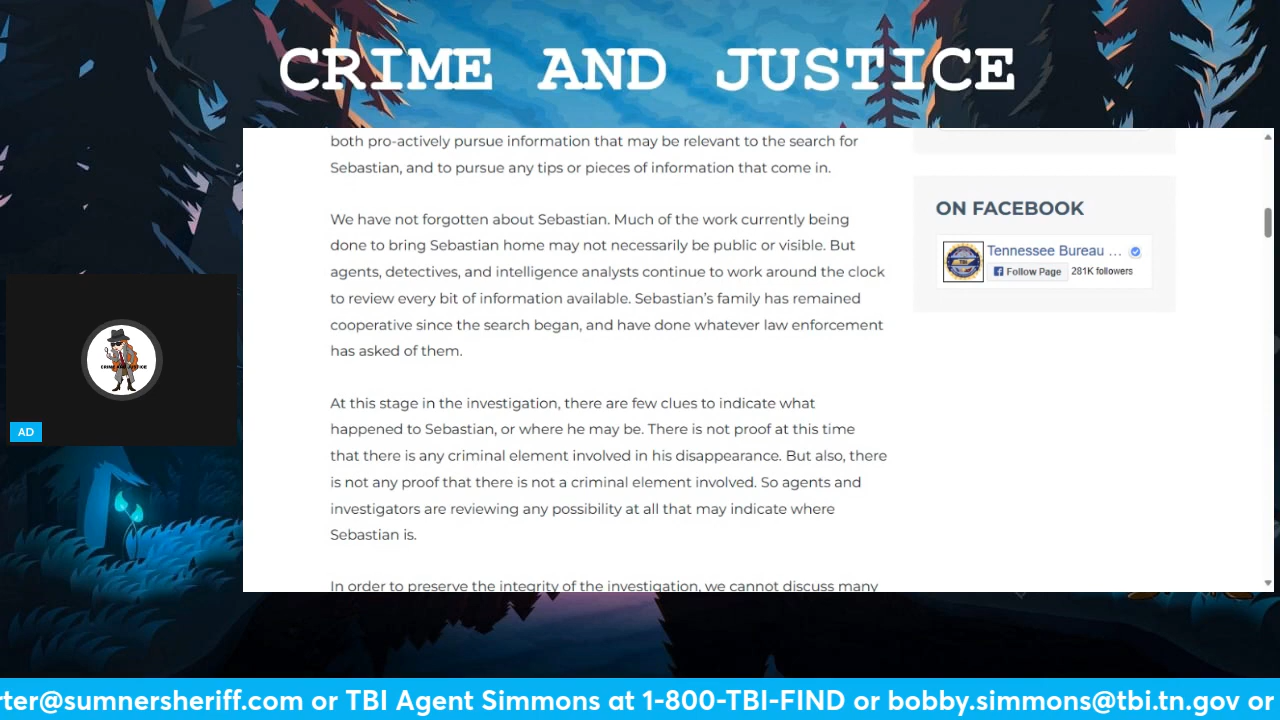 CRIME AND JUSTICE
both pro-actively pursue information that may be relevant to the search for
Sebastian, and to pursue any tips or pieces of information that come in.
We have not forgotten about Sebastian. Much of the work currently being
done to bring Sebastian home may not necessarily be public or visible. But
agents, detectives, and intelligence analysts continue to work around the clock
to review every bit of information available. Sebastian’s family has remained
cooperative since the search began, and have done whatever law enforcement
has asked of them.
At this stage in the investigation, there are few clues to indicate what
happened to Sebastian, or where he may be. There is not proof at this time
that there is any criminal element involved in his disappearance. But also, there
is not any proof that there is not a criminal element involved. So agents and
investigators are reviewing any possibility at all that may indicate where
Sebastian is.
In order to preserve the integrity of the investigation, we cannot discuss many
ON FACEBOOK
TBI
Tennessee Bureau ...
Follow Page
281K followers
CRIME AND JUSTICE
AD
rter@sumnersheriff.com or TBI Agent Simmons at 1-800-TBI-FIND or bobby.simmons@tbi.tn.gov or